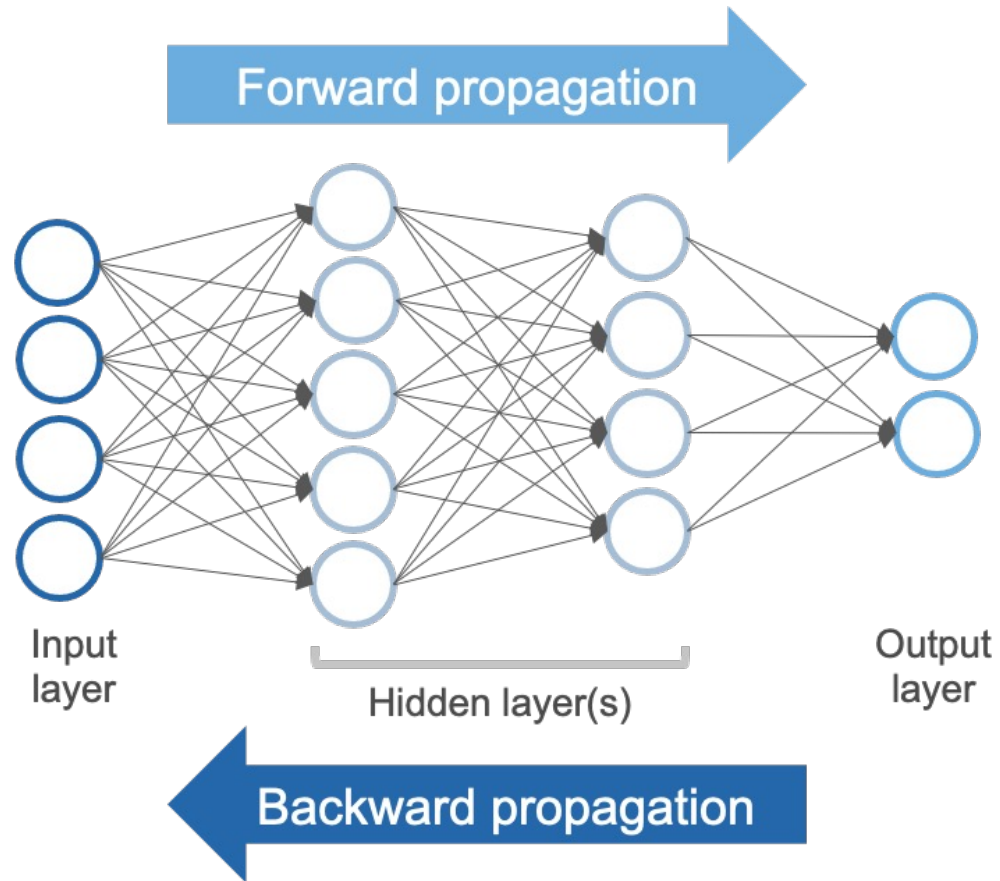 Forward propagation
Input
layer
Hidden layer(s)
Output
layer
Backward propagation